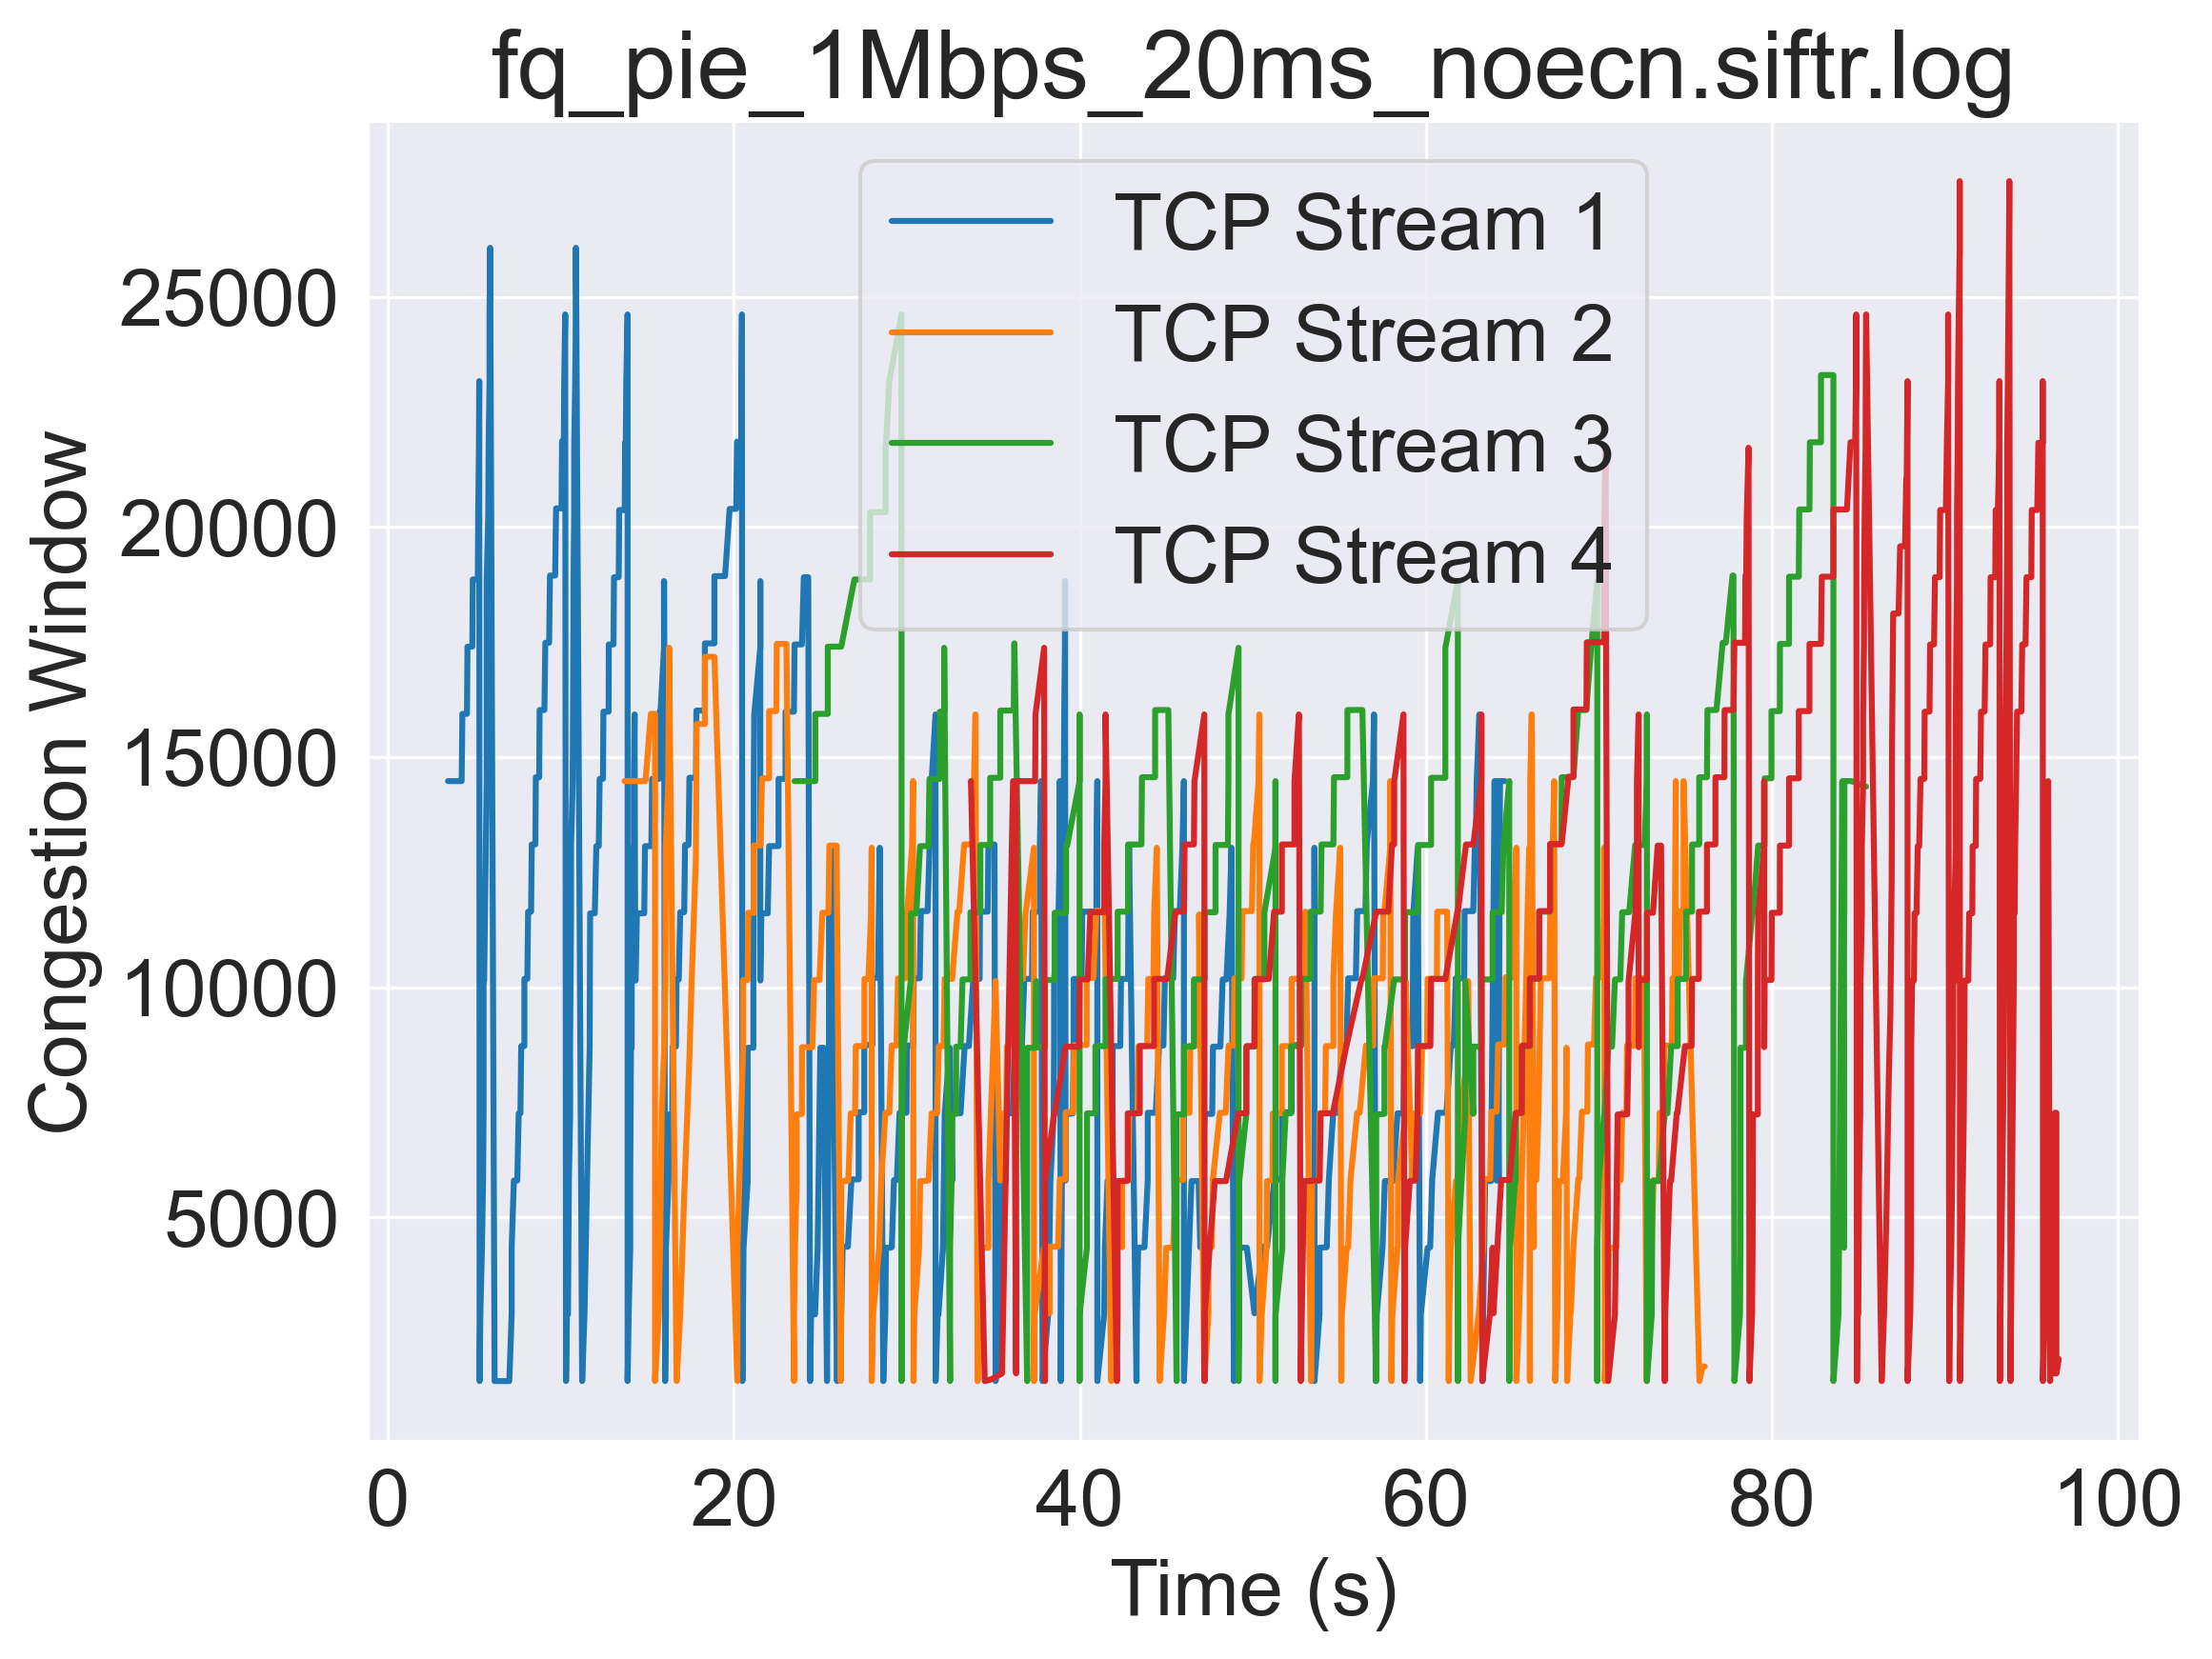 fq_pie_1Mbps_20ms_noecn.siftr.log
TCP Stream 1
TCP Stream 2
TCP Stream 3
TCP Stream 4
Congestion Window
25000
20000
15000
10000
5000
0 20 40 60 80 100
Time (s)